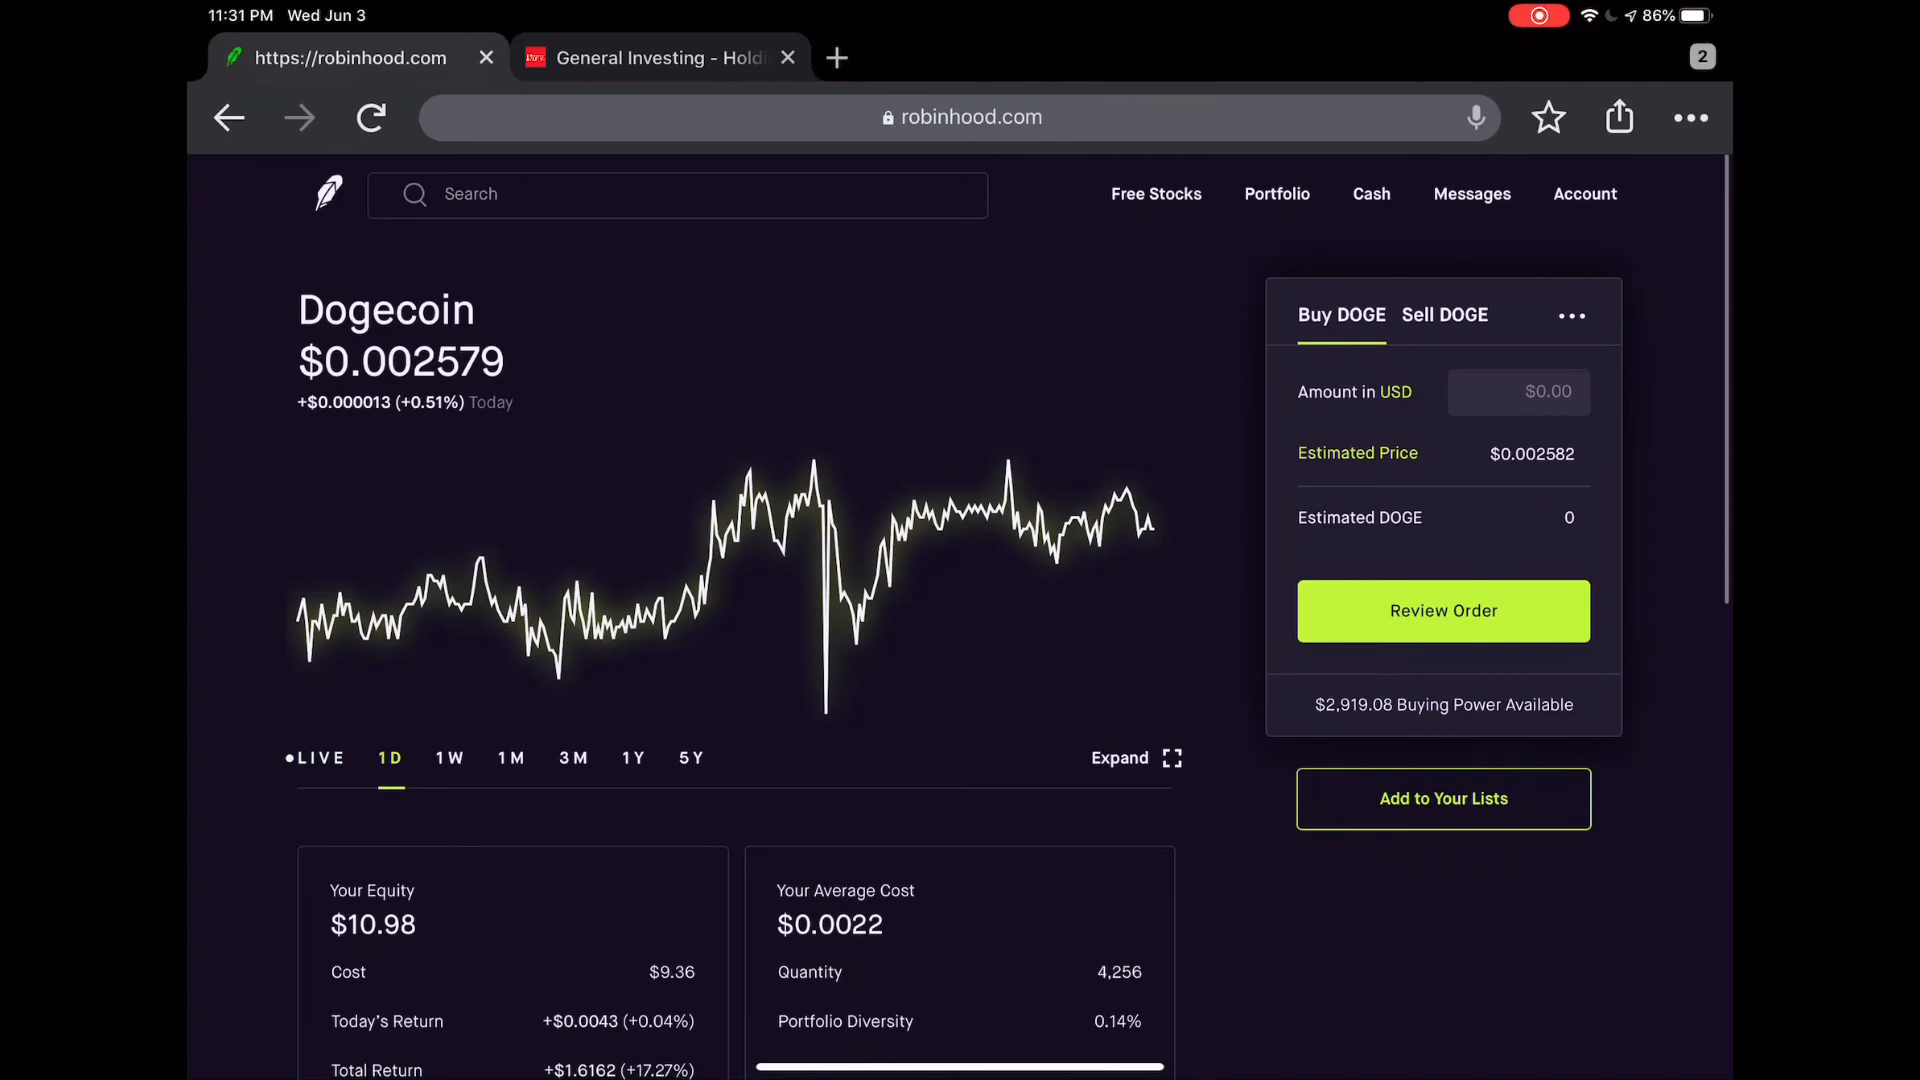 11:31 PM Wed Jun 3
86%
https://robinhood.com
General Investing - Holdi
2
robinhood.com
Search
Free Stocks
Portfolio
Cash
Messages
Account
Dogecoin
$0.002579
+$0.000013 (+0.51%) Today
LIVE
1D
1W
1M
3M
1Y
5Y
Expand
Buy DOGE
Sell DOGE
Amount in USD
$0.00
Estimated Price
$0.002582
Estimated DOGE
0
Review Order
$2,919.08 Buying Power Available
Add to Your Lists
Your Equity
$10.98
Cost
$9.36
Today's Return
+$0.0043 (+0.04%)
Total Return
+$1.6162 (+17.27%)
Your Average Cost
$0.0022
Quantity
4,256
Portfolio Diversity
0.14%